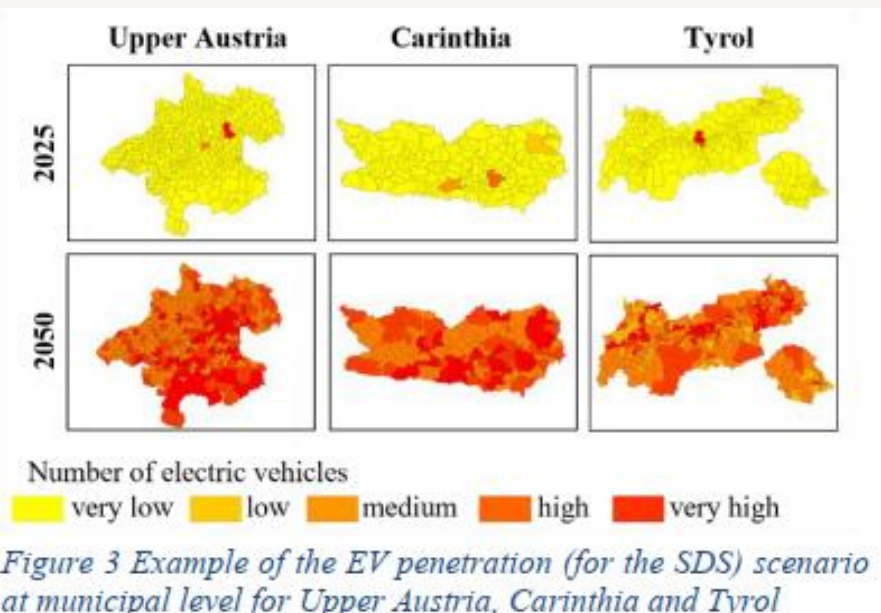 Upper Austria Carinthia Tyrol
2025
2050
Number of electric vehicles
very low low medium high very high
Figure 3 Example of the EV penetration (for the SDS) scenario
at municipal level for Upper Austria, Carinthia and Tyrol